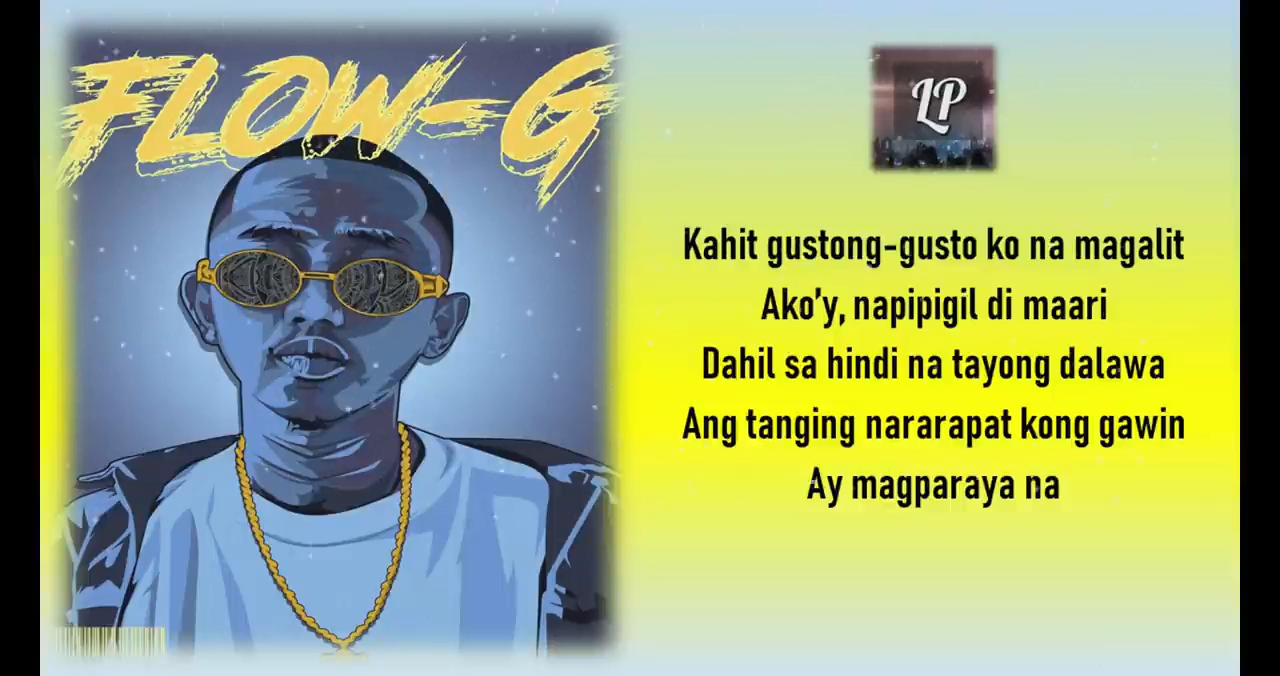 FLOW-G
LP
Kahit gustong-gusto ko na magalit
Ako'y, napipigil di maari
Dahil sa hindi na tayong dalawa
Ang tanging nararapat kong gawin
Ay magparaya na